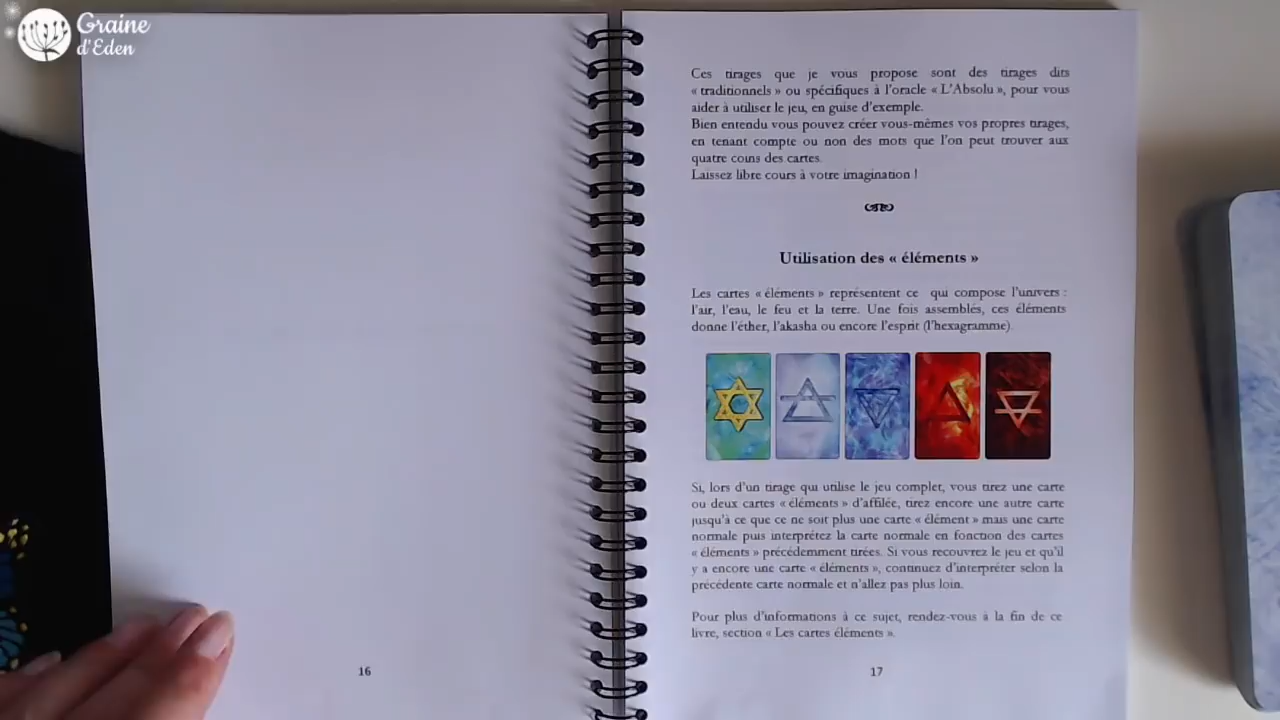 Graine
d'Eden
16
Ces tirages que je vous propose sont des tirages dits
« traditionnels » ou spécifiques à l'oracle « L'Absolu », pour vous
aider à utiliser le jeu, en guise d'exemple.
Bien entendu vous pouvez créer vous-mêmes vos propres tirages,
en tenant compte ou non des mots que l'on peut trouver aux
quatre coins des cartes.
Laissez libre cours à votre imagination !
Utilisation des « éléments »
Les cartes « éléments » représentent ce qui compose l'univers :
l'air, l'eau, le feu et la terre. Une fois assemblés, ces éléments
donne l'éther, l'akasha ou encore l'esprit (l'hexagramme).
Si, lors d'un tirage qui utilise le jeu complet, vous tirez une carte
ou deux cartes « éléments » d'affilée, tirez encore une autre carte
jusqu'à ce que ce ne soit plus une carte « élément » mais une carte
normale puis interprétez la carte normale en fonction des cartes
« éléments » précédemment tirées. Si vous recouvrez le jeu et qu'il
y a encore une carte « éléments », continuez d'interpréter selon la
précédente carte normale et n'allez pas plus loin.
Pour plus d'informations à ce sujet, rendez-vous à la fin de ce
livre, section « Les cartes éléments ».
17